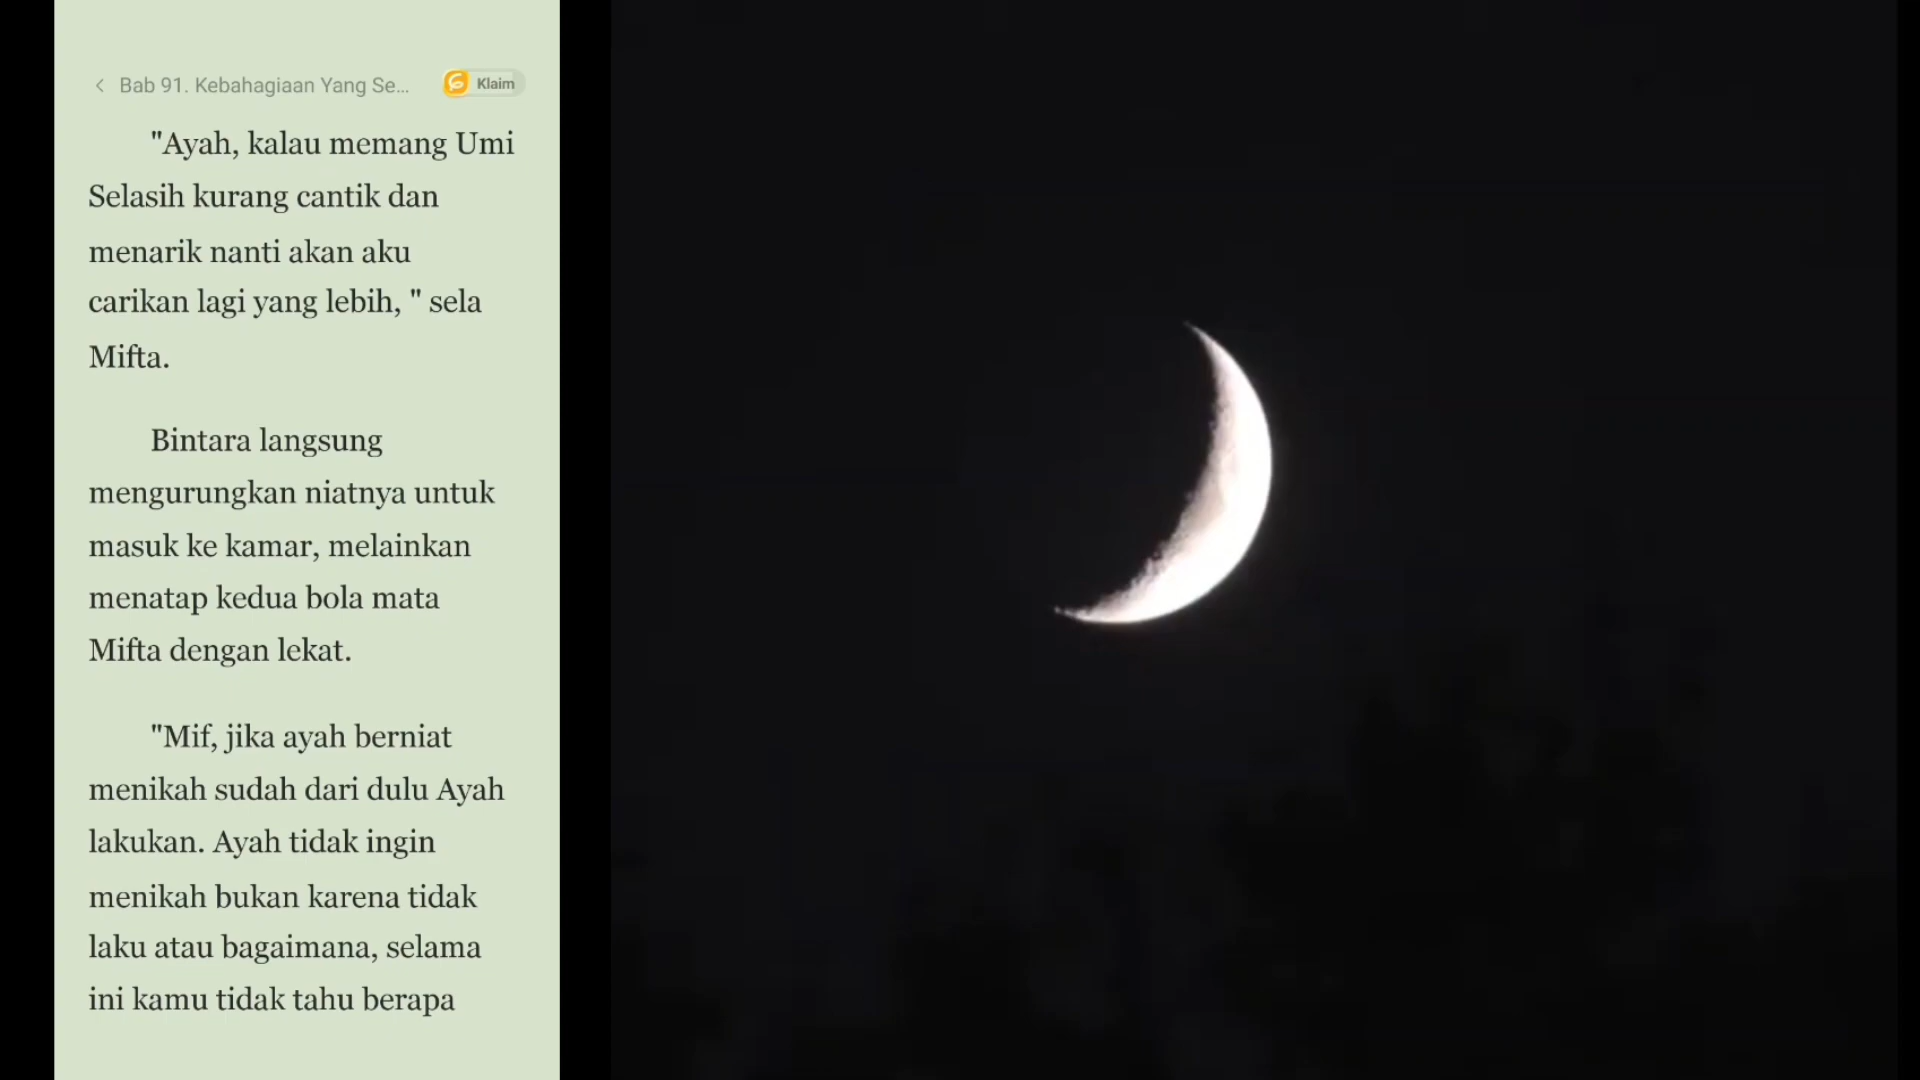 Bab 91. Kebahagiaan Yang Se...
Klaim
"Ayah, kalau memang Umi
Selasih kurang cantik dan
menarik nanti akan aku
carikan lagi yang lebih, " sela
Mifta.
Bintara langsung
mengurungkan niatnya untuk
masuk ke kamar, melainkan
menatap kedua bola mata
Mifta dengan lekat.
"Mif, jika ayah berniat
menikah sudah dari dulu Ayah
lakukan. Ayah tidak ingin
menikah bukan karena tidak
laku atau bagaimana, selama
ini kamu tidak tahu berapa